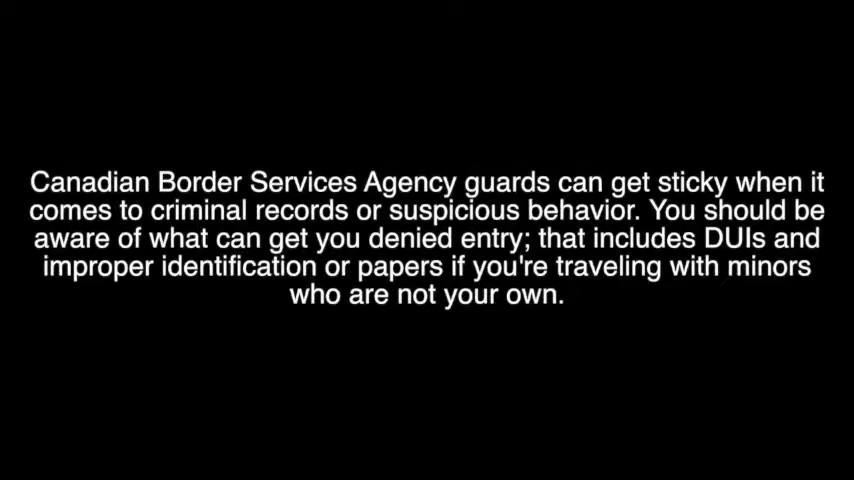 Canadian Border Services Agency guards can get sticky when it
comes to criminal records or suspicious behavior. You should be
aware of what can get you denied entry; that includes DUIs and
improper identification or papers if you're traveling with minors
who are not your own.